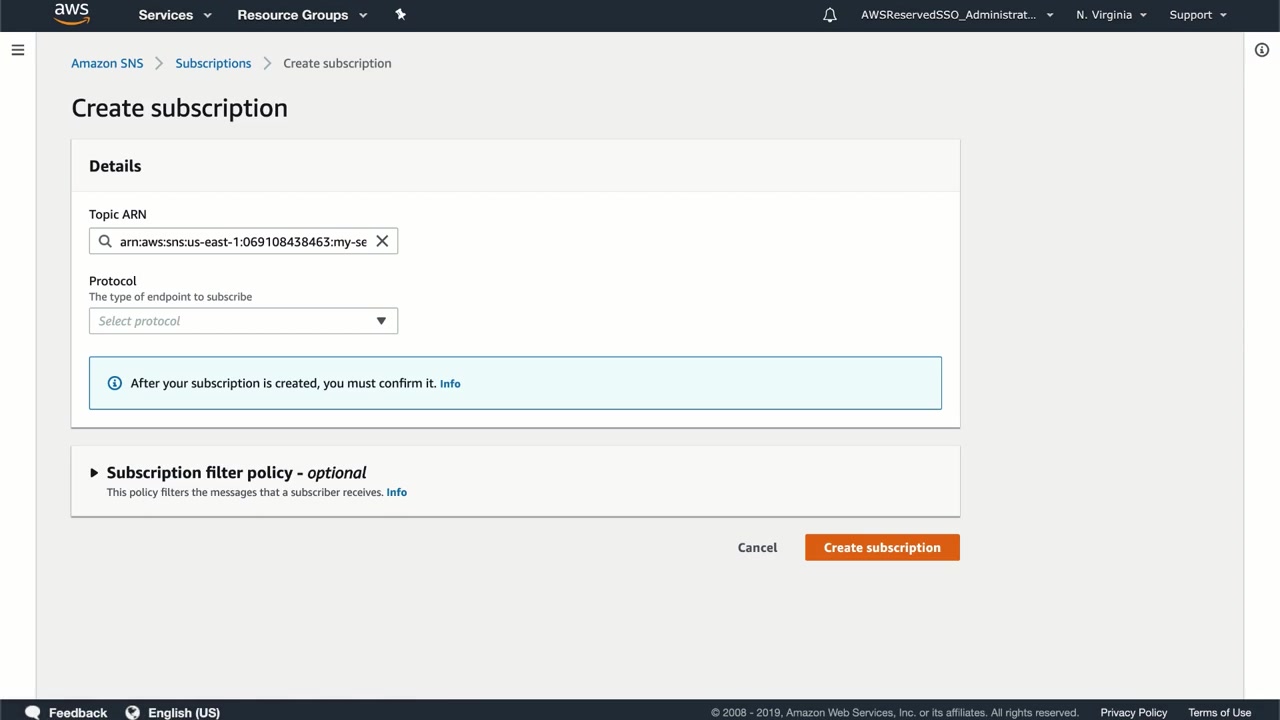 aws Services Resource Groups AWSReservedSSO_Administrat... N. Virginia Support
Amazon SNS Subscriptions Create subscription
Create subscription
Details
Topic ARN
arn:aws:sns:us-east-1:069108438463:my-se
Protocol
The type of endpoint to subscribe
Select protocol
After your subscription is created, you must confirm it. Info
Subscription filter policy - optional
This policy filters the messages that a subscriber receives. Info
Cancel Create subscription
Feedback English (US) © 2008 - 2019, Amazon Web Services, Inc. or its affiliates. All rights reserved. Privacy Policy Terms of Use